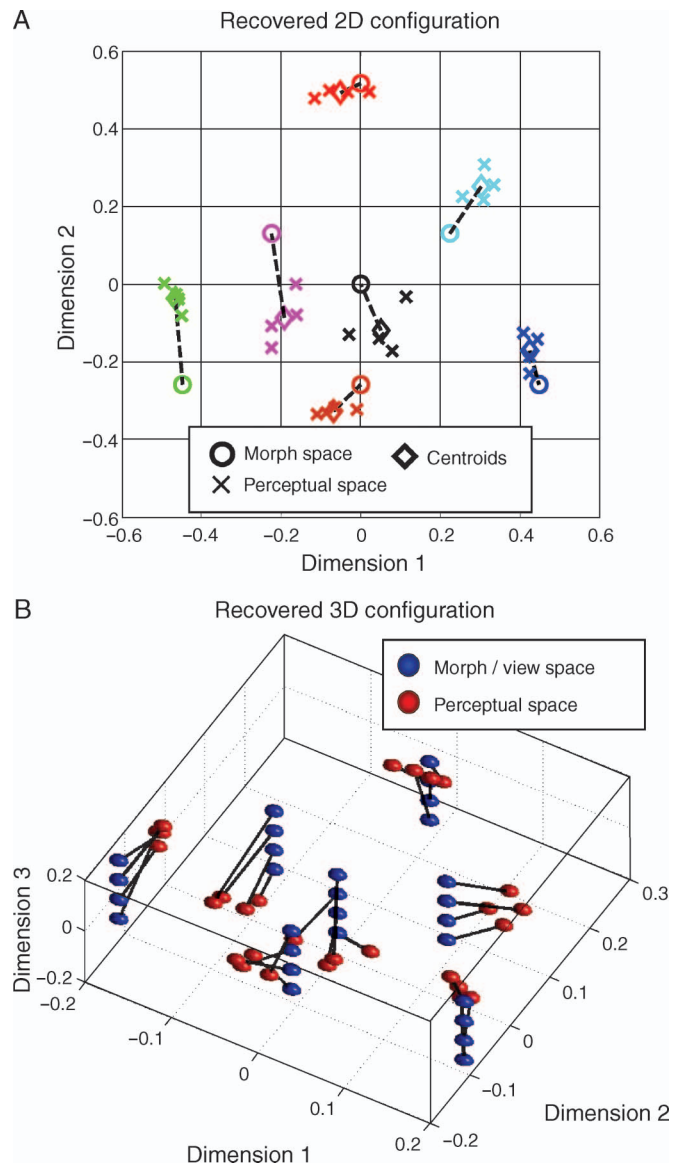 A
Recovered 2D configuration
0.6
0.4
0.2
0
−0.2
−0.4
−0.6
Dimension 2
Morph space
Centroids
Perceptual space
−0.6 −0.4 −0.2 0 0.2 0.4 0.6
Dimension 1
B
Recovered 3D configuration
Morph / view space
Perceptual space
Dimension 3
0.2
0
−0.2
−0.2
−0.1
0
0.1
0.2
Dimension 1
0.3
0.2
0.1
0
−0.1
−0.2
Dimension 2